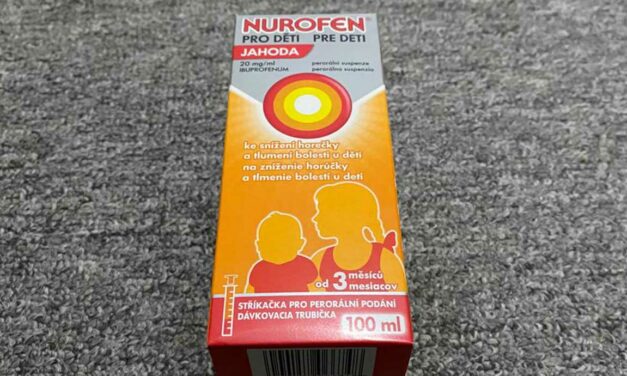 NUROFEN
PRO DĚTI PRE DETI
JAHODA
20 mg/ml perorální suspenze
IBUPROFENUM perorálna suspenzia
ke snížení horečky
a tlumení bolesti u dětí
na zníženie horúčky
a tlmenie bolesti u detí
od 3 měsíců
mesiacov
STŘÍKAČKA PRO PERORÁLNÍ PODÁNÍ
DÁVKOVACIA TRUBIČKA
100 ml